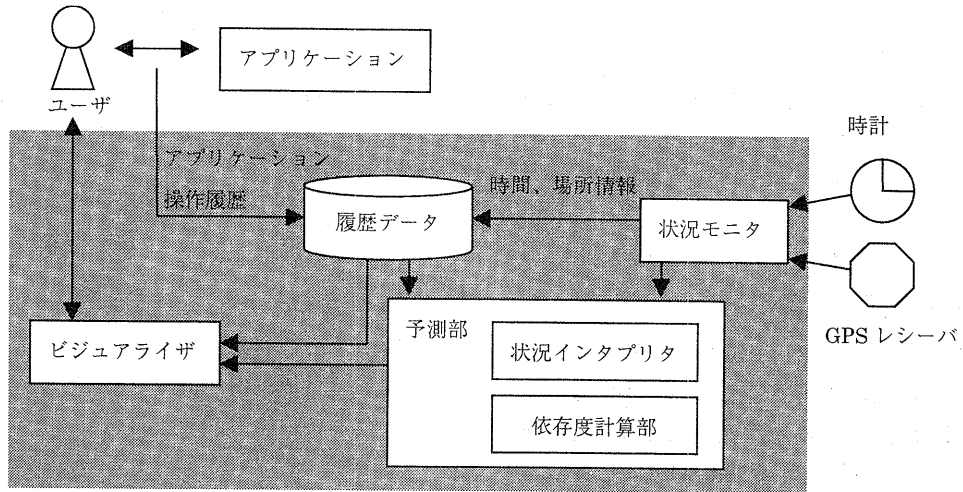 アプリケーション
ユーザ
時計
アプリケーション
操作履歴
時間、場所情報
履歴データ
状況モニタ
予測部
GPS レシーバ
ビジュアライザ
状況インタプリタ
依存度計算部